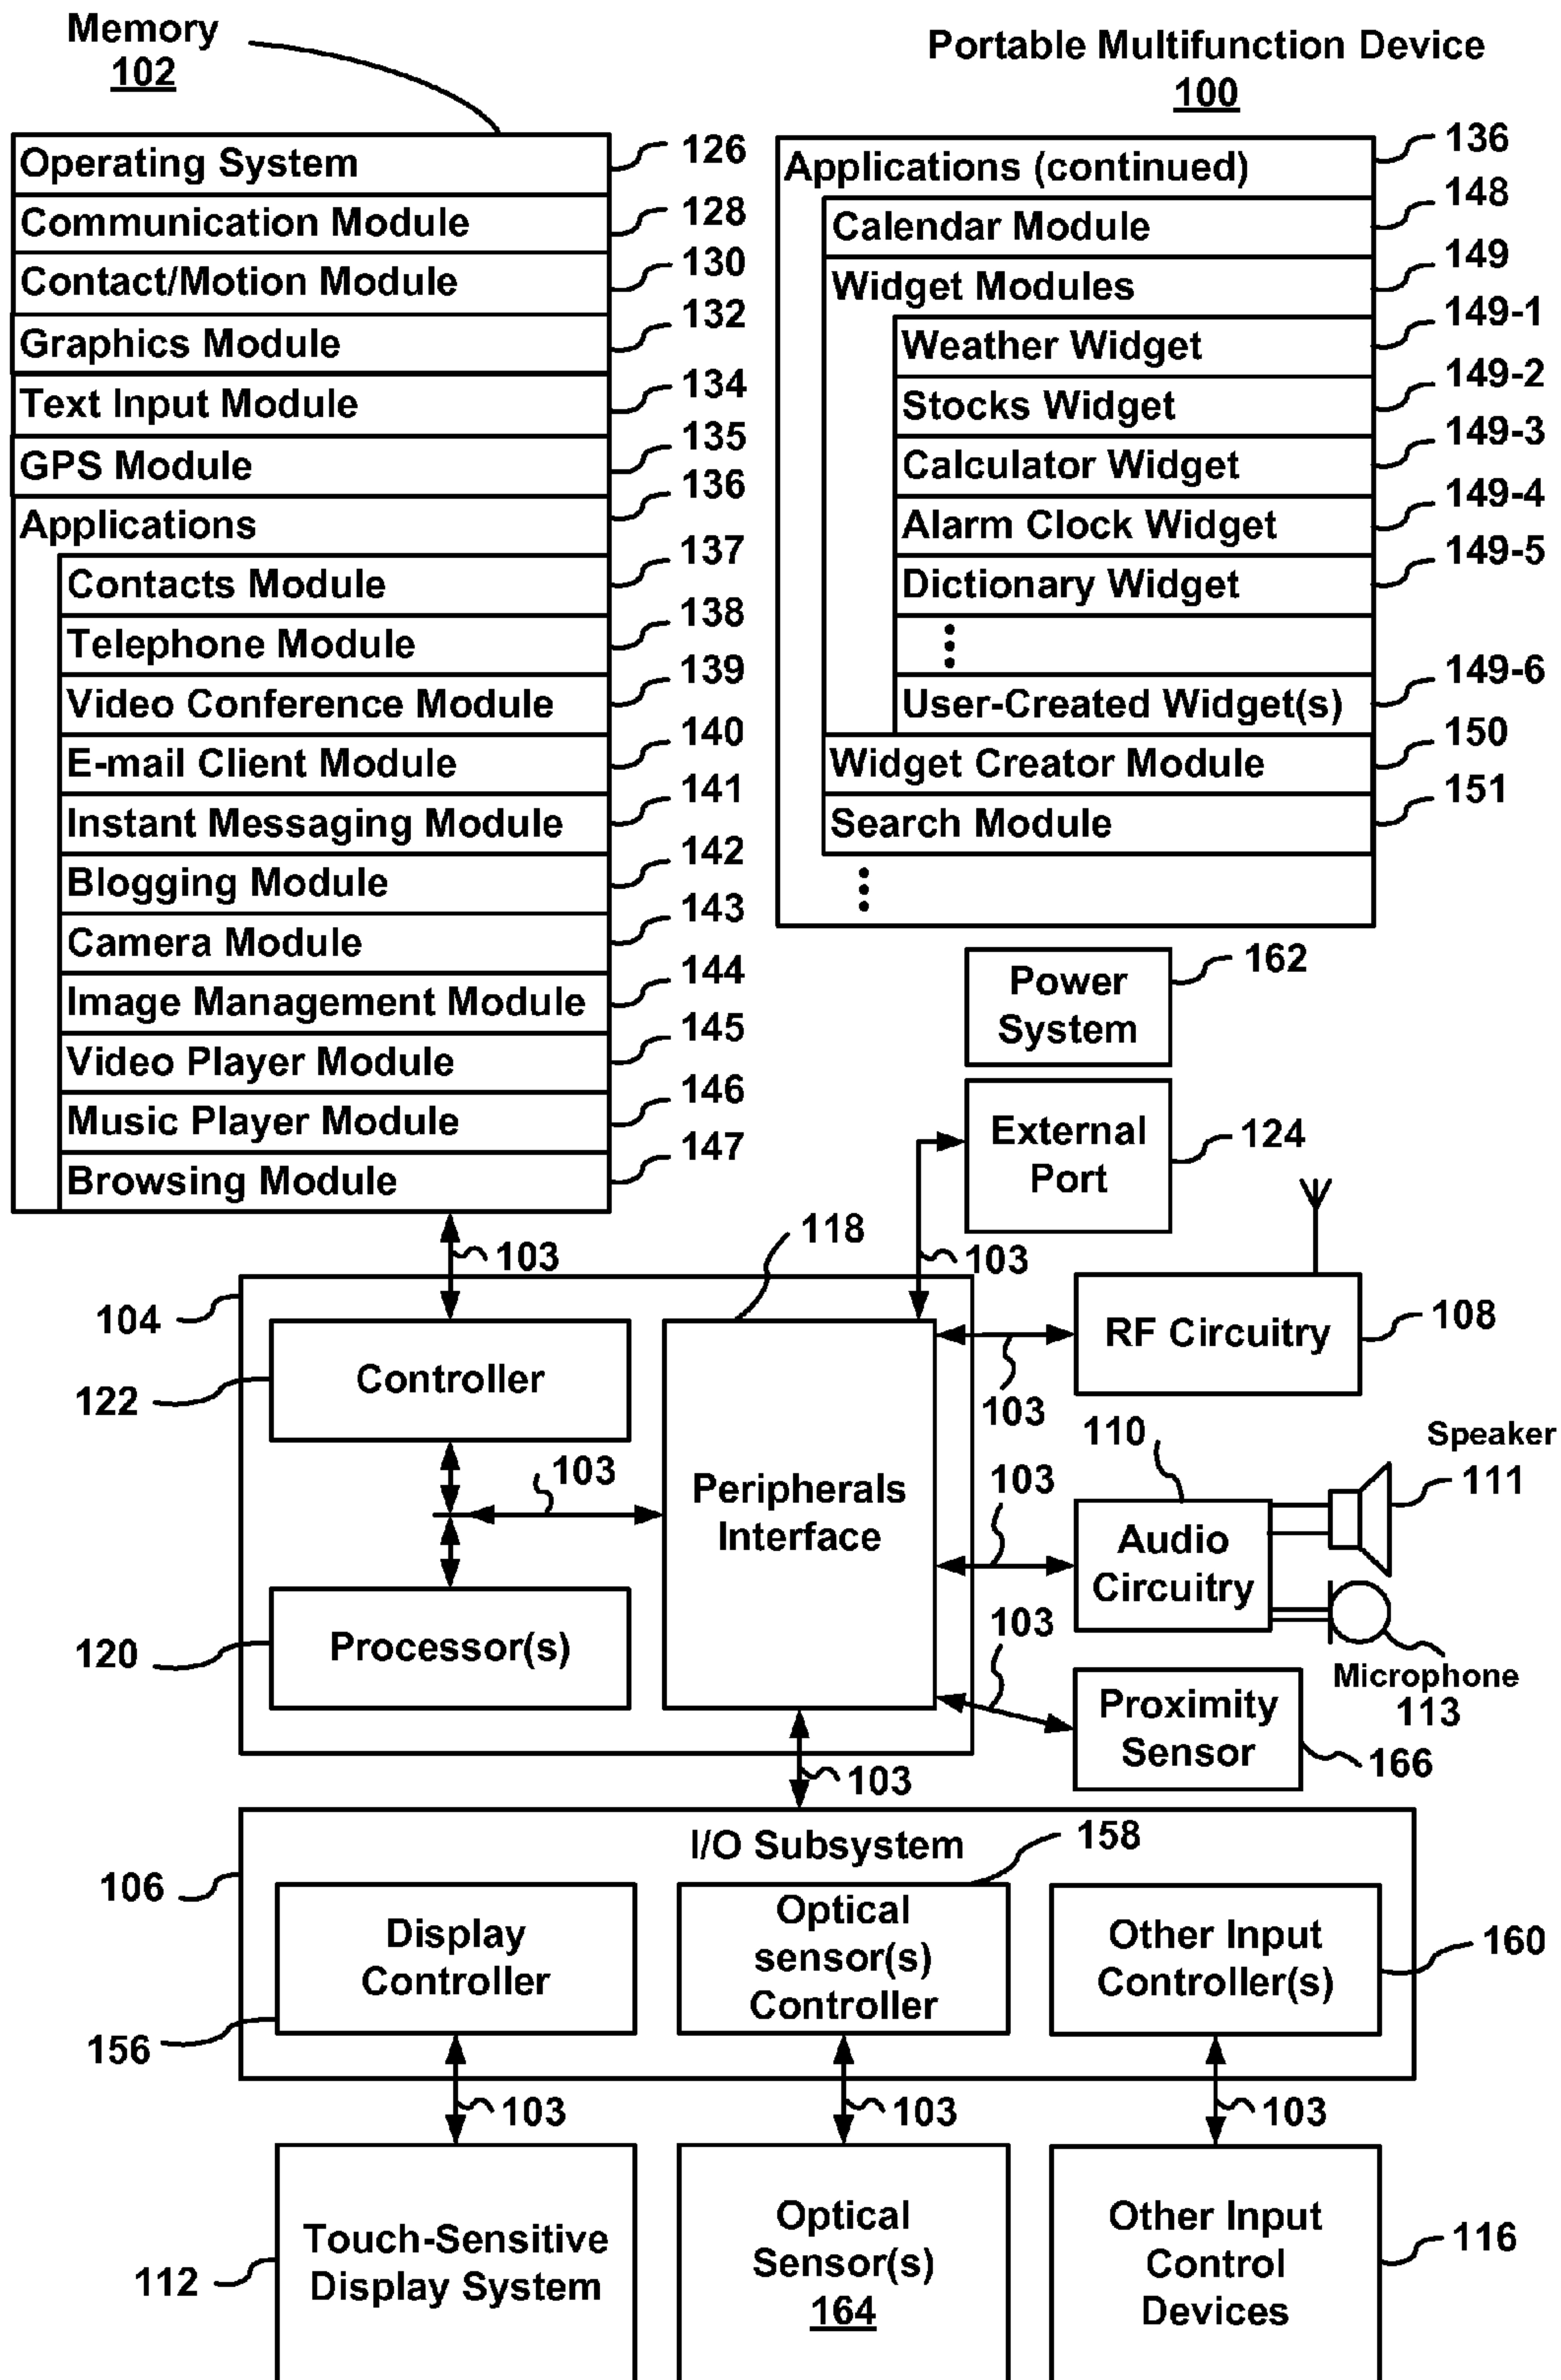 Memory
102
Portable Multifunction Device
100
Operating System
126
Communication Module
128
Contact/Motion Module
130
Graphics Module
132
Text Input Module
134
GPS Module
135
Applications
136
Contacts Module
137
Telephone Module
138
Video Conference Module
139
E-mail Client Module
140
Instant Messaging Module
141
Blogging Module
142
Camera Module
143
Image Management Module
144
Video Player Module
145
Music Player Module
146
Browsing Module
147
Applications (continued)
136
Calendar Module
148
Widget Modules
149
Weather Widget
149-1
Stocks Widget
149-2
Calculator Widget
149-3
Alarm Clock Widget
149-4
Dictionary Widget
149-5
User-Created Widget(s)
149-6
Widget Creator Module
150
Search Module
151
Power
System
162
External
Port
124
103
118
103
104
Controller
122
RF Circuitry
108
103
103
Peripherals
Interface
110
Speaker
111
103
Audio
Circuitry
Processor(s)
120
103
Microphone
113
Proximity
Sensor
166
103
I/O Subsystem
158
106
Display
Controller
156
Optical
sensor(s)
Controller
Other Input
Controller(s)
160
103
103
103
Touch-Sensitive
Display System
112
Optical
Sensor(s)
164
Other Input
Control
Devices
116